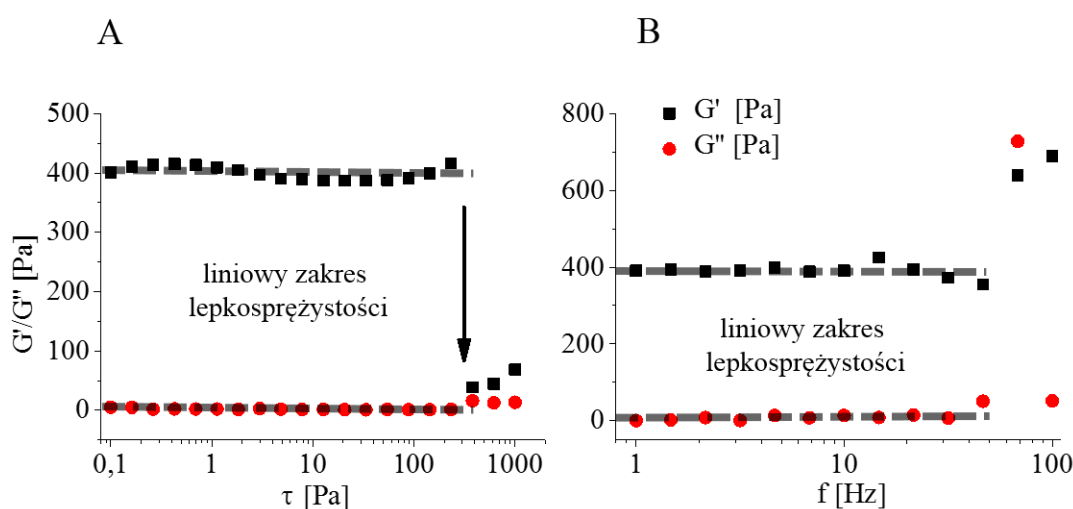 A
G'/G" [Pa]
500
400
300
200
100
0
liniowy zakres
lepkosprężystości
0,1 1 10 100 1000
τ [Pa]
B
G' [Pa]
G" [Pa]
800
600
400
200
0
liniowy zakres
lepkosprężystości
1 10 100
f [Hz]